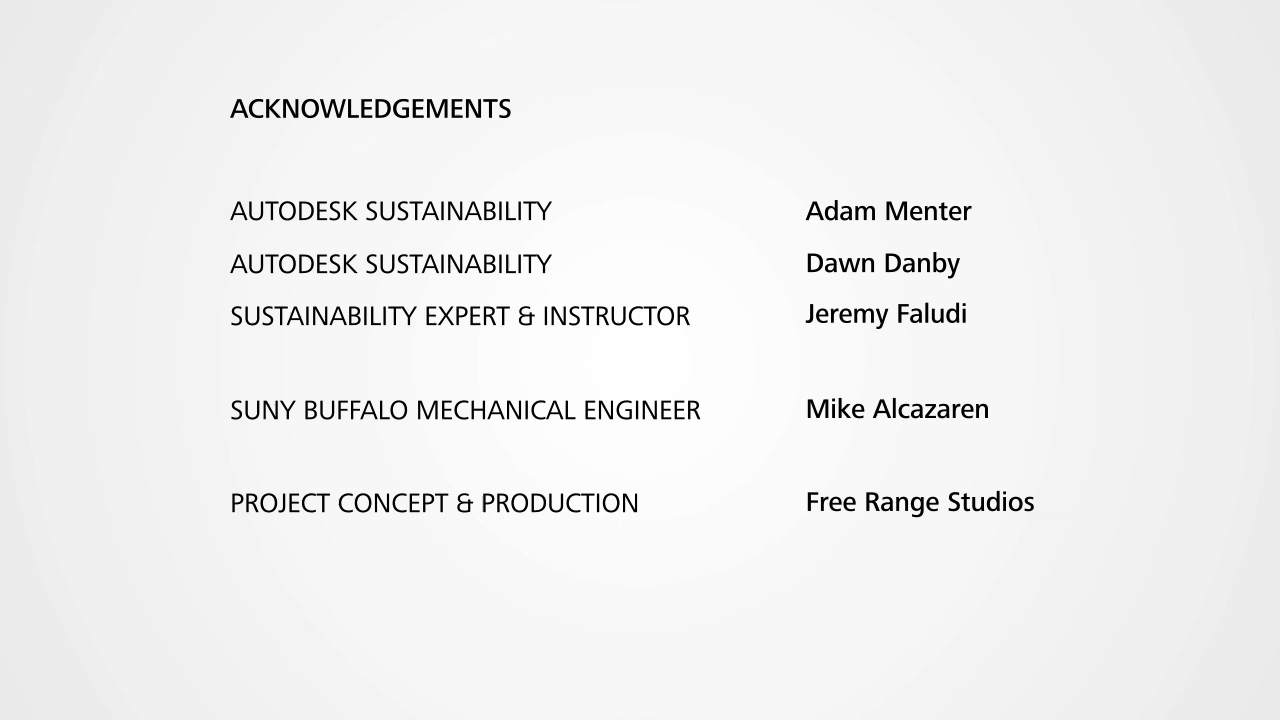 ACKNOWLEDGEMENTS
AUTODESK SUSTAINABILITY Adam Menter
AUTODESK SUSTAINABILITY Dawn Danby
SUSTAINABILITY EXPERT & INSTRUCTOR Jeremy Faludi
SUNY BUFFALO MECHANICAL ENGINEER Mike Alcazaren
PROJECT CONCEPT & PRODUCTION Free Range Studios